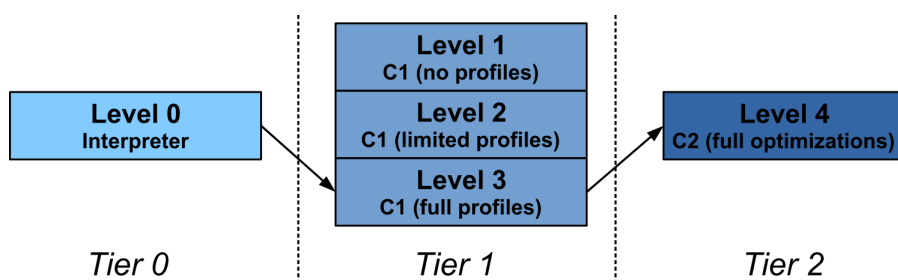 Level 0
Interpreter
Level 1
C1 (no profiles)
Level 2
C1 (limited profiles)
Level 3
C1 (full profiles)
Level 4
C2 (full optimizations)
Tier 0
Tier 1
Tier 2